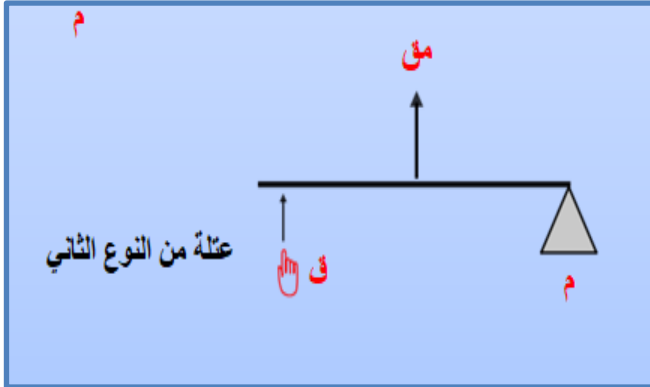 م
مق
عتلة من النوع الثاني
ق
م